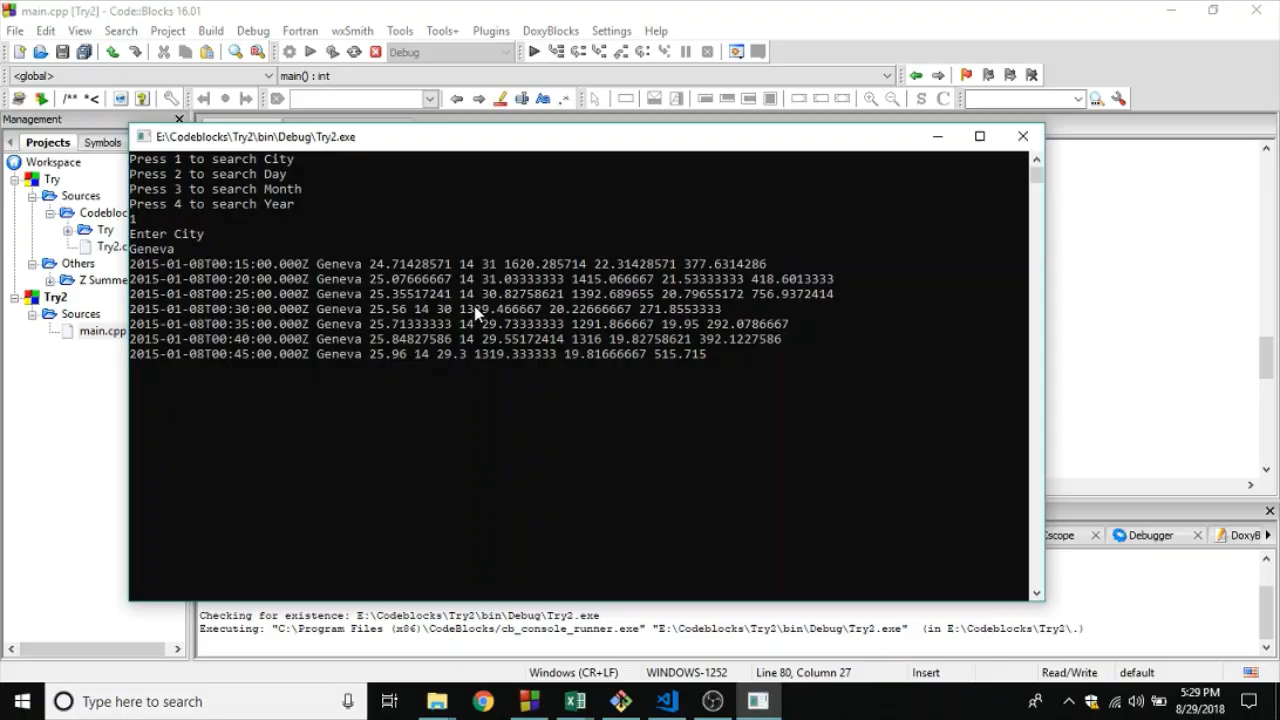 main.cpp [Try2] - Code::Blocks 16.01
File Edit View Search Project Build Debug Fortran wxSmith Tools Tools+ Plugins DoxyBlocks Settings Help
Debug
<global> main() : int
/** *<
S C
Management
Projects Symbols
Workspace
Try
Sources
Try
Others
Try2
Sources
main.cpp
E:\Codeblocks\Try2\bin\Debug\Try2.exe
Press 1 to search City
Press 2 to search Day
Press 3 to search Month
Press 4 to search Year
1
Enter City
Geneva
2015-01-08T00:15:00.000Z Geneva 24.71428571 14 31 1620.285714 22.31428571 377.6314286
2015-01-08T00:20:00.000Z Geneva 25.07666667 14 31.03333333 1415.066667 21.53333333 418.6013333
2015-01-08T00:25:00.000Z Geneva 25.35517241 14 30.82758621 1392.689655 20.79655172 756.9372414
2015-01-08T00:30:00.000Z Geneva 25.56 14 30 20.22666667 271.8553333
2015-01-08T00:35:00.000Z Geneva 25.71333333 14 29.73333333 1291.866667 19.95 292.0786667
2015-01-08T00:40:00.000Z Geneva 25.84827586 14 29.55172414 1316 19.82758621 392.1227586
2015-01-08T00:45:00.000Z Geneva 25.96 14 29.3 1319.333333 19.81666667 515.715
Debugger
Checking for existence: E:\Codeblocks\Try2\bin\Debug\Try2.exe
Executing: "C:\Program Files (x86)\CodeBlocks/cb_console_runner.exe" "E:\Codeblocks\Try2\bin\Debug\Try2.exe" (in E:\Codeblocks\Try2\.)
Windows (CR+LF) WINDOWS-1252 Line 80, Column 27 Insert Read/Write default
Type here to search
5:29 PM
8/29/2018